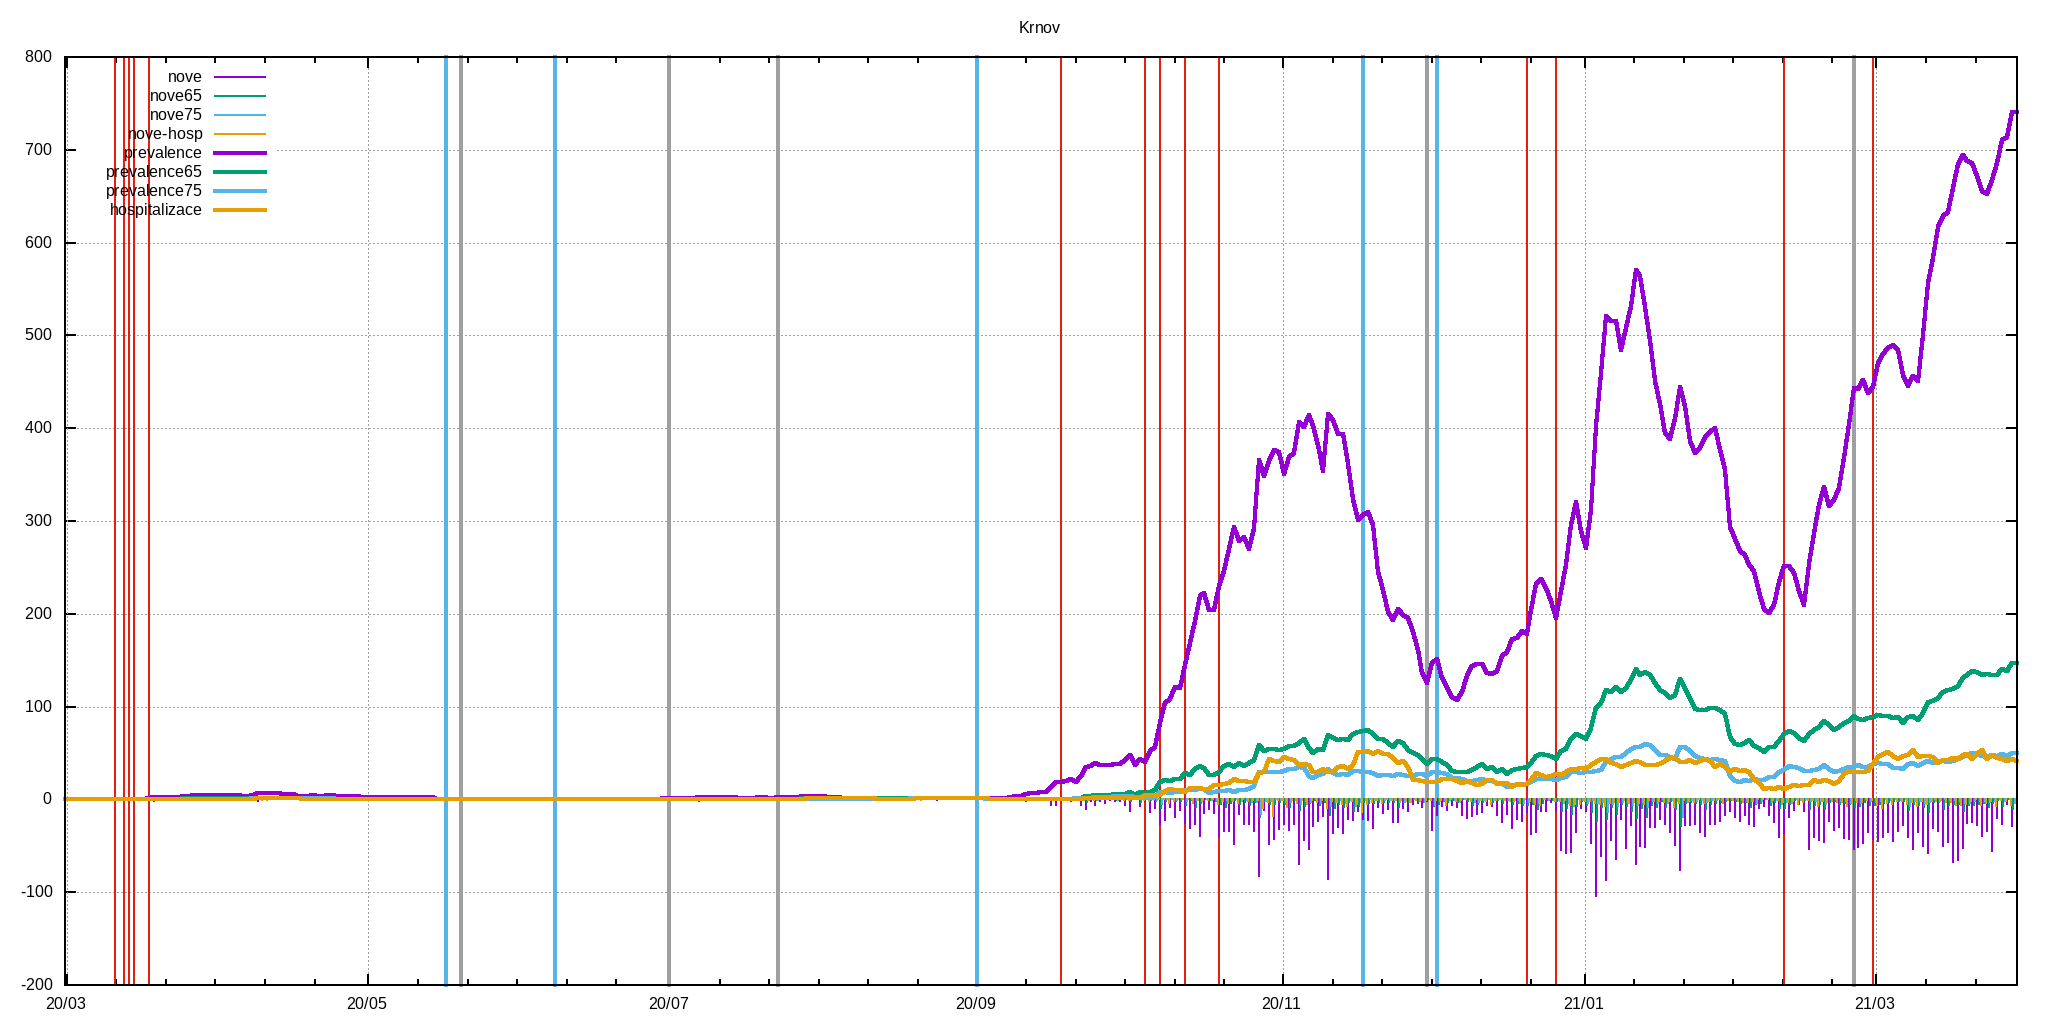 Krnov
800
700
600
500
400
300
200
100
0
-100
-200
nove
nove65
nove75
nove-hosp
prevalence
prevalence65
prevalence75
hospitalizace
20/03 20/05 20/07 20/09 20/11 21/01 21/03